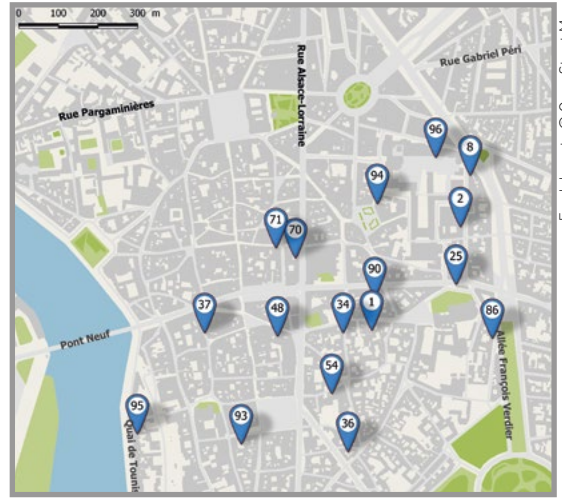 0 100 200 300 m
Rue Gabriel Péri
Rue Alsace-Lorraine
Rue Pargaminières
96
8
94
2
71
70
25
90
37
48
34
1
86
Pont Neuf
Allée François Verdier
54
95
93
36
Quai de Tounis